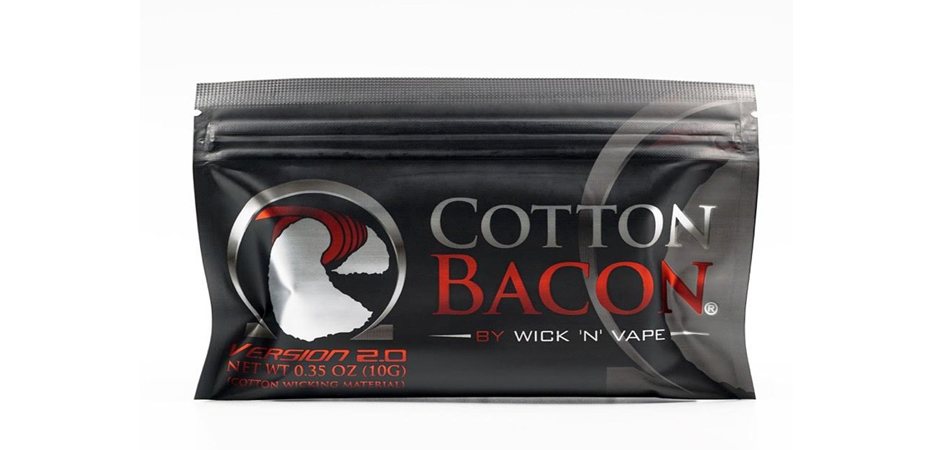 COTTON
BACON®
BY WICK 'N' VAPE
VERSION 2.0
NET WT 0.35 OZ (10G)
(COTTON WICKING MATERIAL)